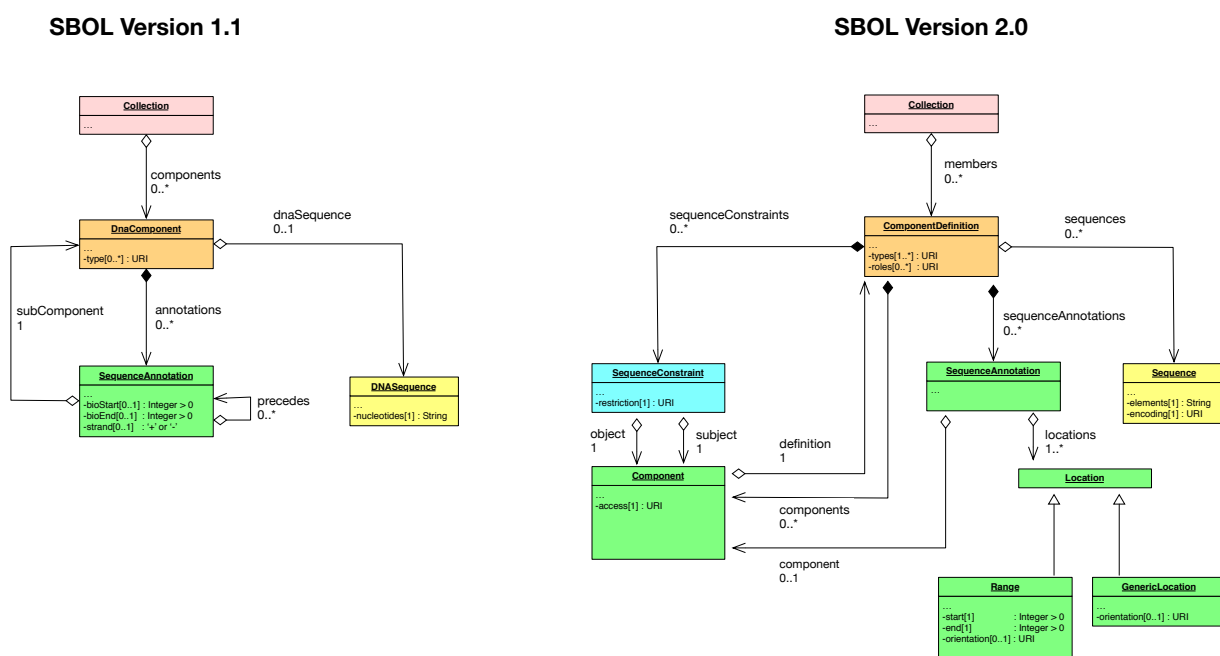 SBOL Version 1.1
Collection
...
components
0..*
dnaSequence
0..1
DnaComponent
...
-type[0..*] : URI
subComponent
1
annotations
0..*
SequenceAnnotation
...
-bioStart[0..1] : Integer > 0
-bioEnd[0..1] : Integer > 0
-strand[0..1] : '+' or '-'
precedes
0..*
DNASequence
...
-nucleotides[1] : String
SBOL Version 2.0
Collection
...
members
0..*
sequenceConstraints
0..*
ComponentDefinition
...
-types[1..*] : URI
-roles[0..*] : URI
sequences
0..*
sequenceAnnotations
0..*
SequenceConstraint
...
-restriction[1] : URI
SequenceAnnotation
...
Sequence
...
-elements[1] : String
-encoding[1] : URI
object
1
subject
1
definition
1
locations
1..*
Component
...
-access[1] : URI
Location
components
0..*
component
0..1
Range
...
-start[1] : Integer > 0
-end[1] : Integer > 0
-orientation[0..1] : URI
GenericLocation
...
-orientation[0..1] : URI